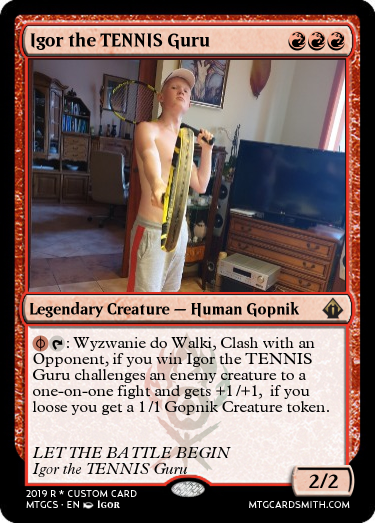 Igor the TENNIS Guru
Legendary Creature — Human Gopnik
: Wyzwanie do Walki, Clash with an
Opponent, if you win Igor the TENNIS
Guru challenges an enemy creature to a
one-on-one fight and gets +1/+1,  if you
loose you get a 1/1 Gopnik Creature token.
LET THE BATTLE BEGIN
Igor the TENNIS Guru
2/2
2019 R * CUSTOM CARD
MTGCS · EN Igor
MTGCARDSMITH.COM